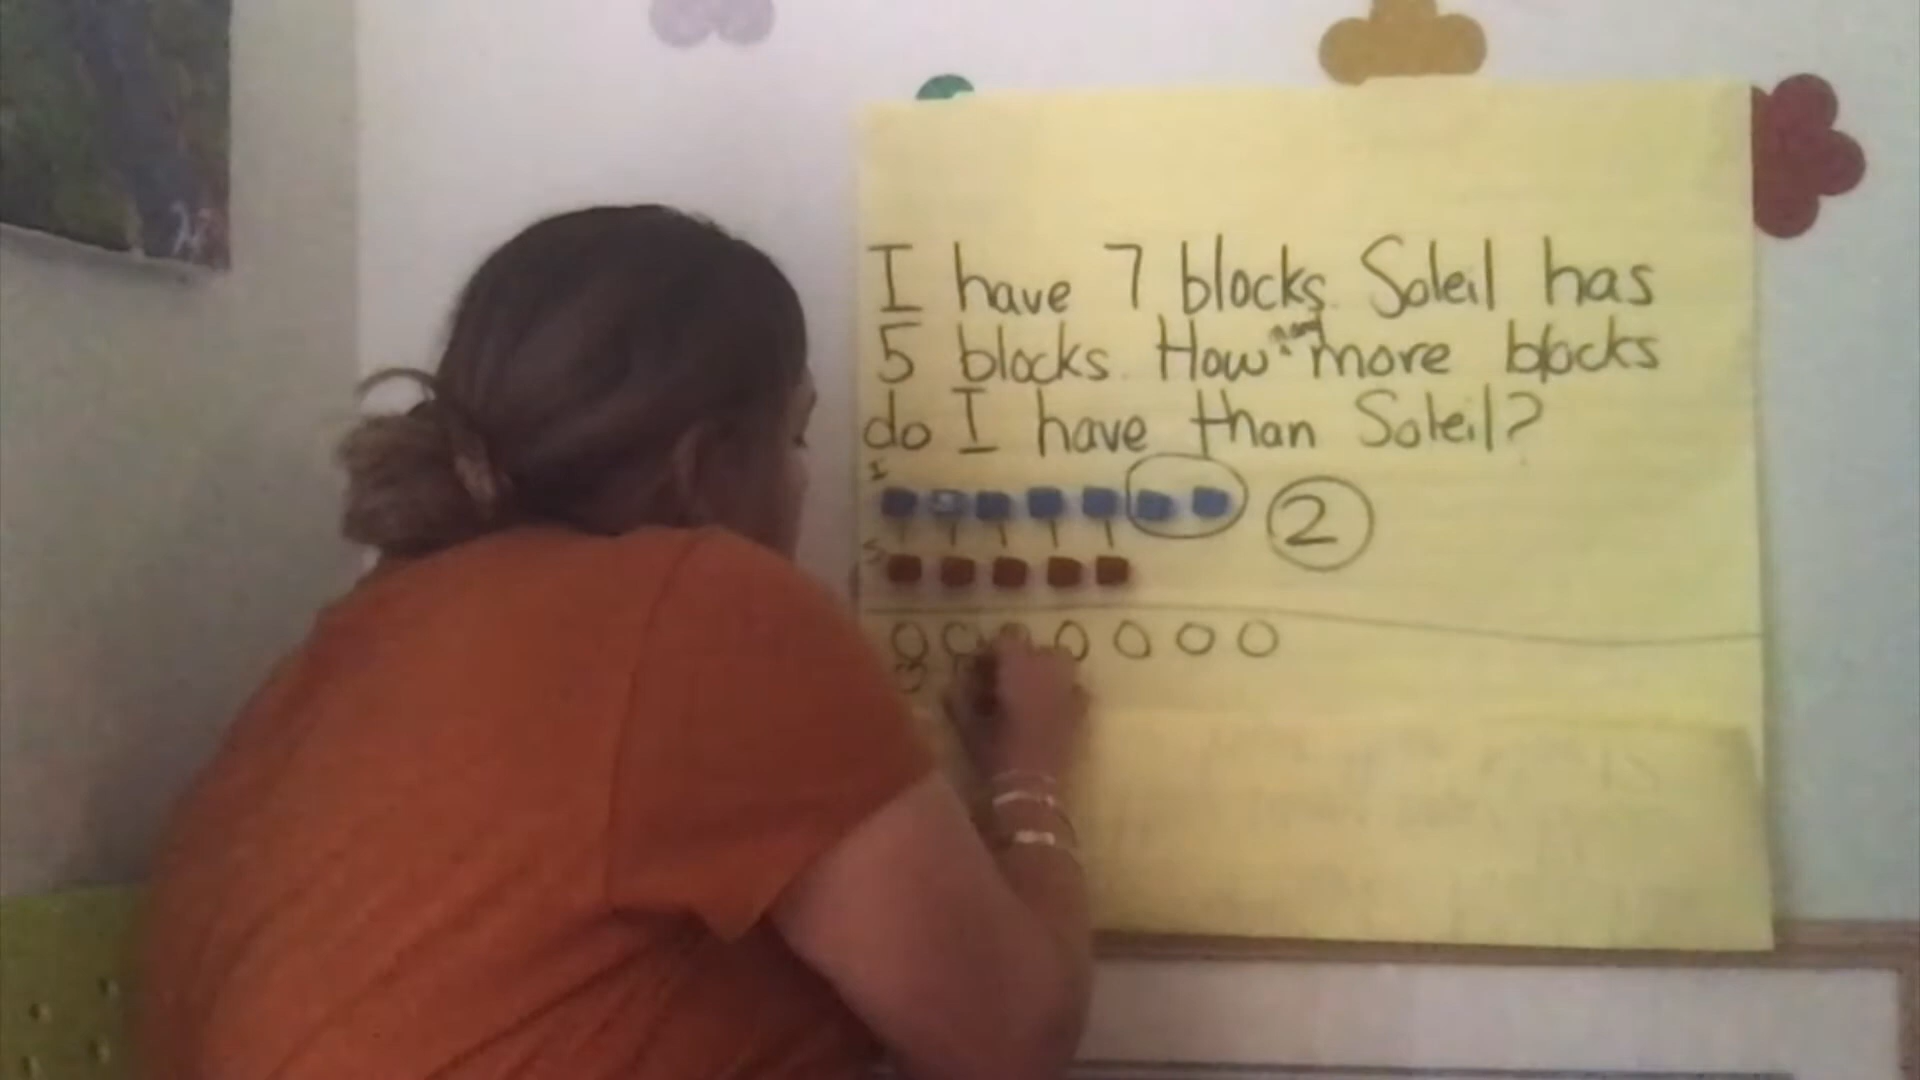 I have 7 blocks. Soleil has
5 blocks. How many more blocks
do I have than Soleil?
I
2
S